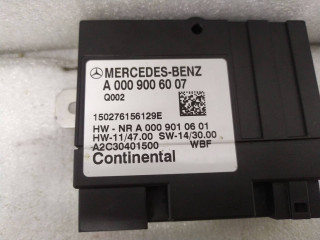 MERCEDES-BENZ
A 000 900 60 07
Q002
150276156129E
HW - NR A 000 901 06 01
HW-11/47.00 SW-14/30.00
A2C30401500 WBF
Continental